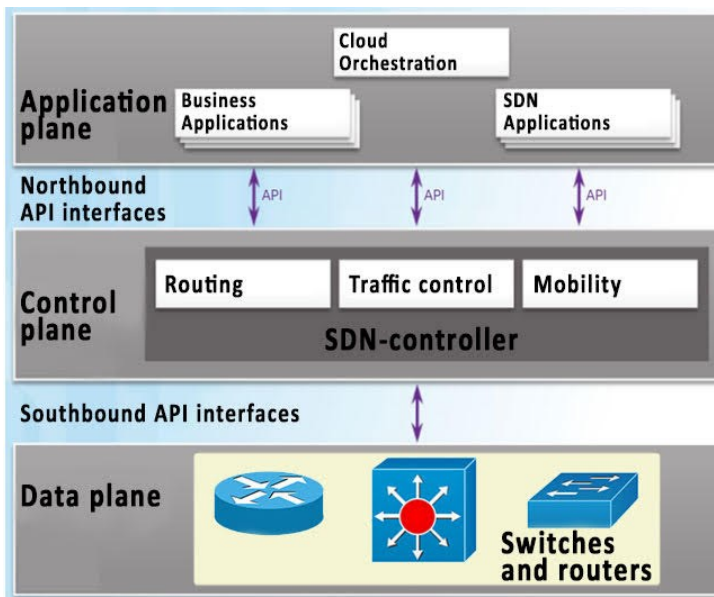 Cloud
Orchestration
Application
plane
Business
Applications
SDN
Applications
Northbound
API interfaces
API
API
API
Routing
Traffic control
Mobility
Control
plane
SDN-controller
Southbound API interfaces
Data plane
Switches
and routers